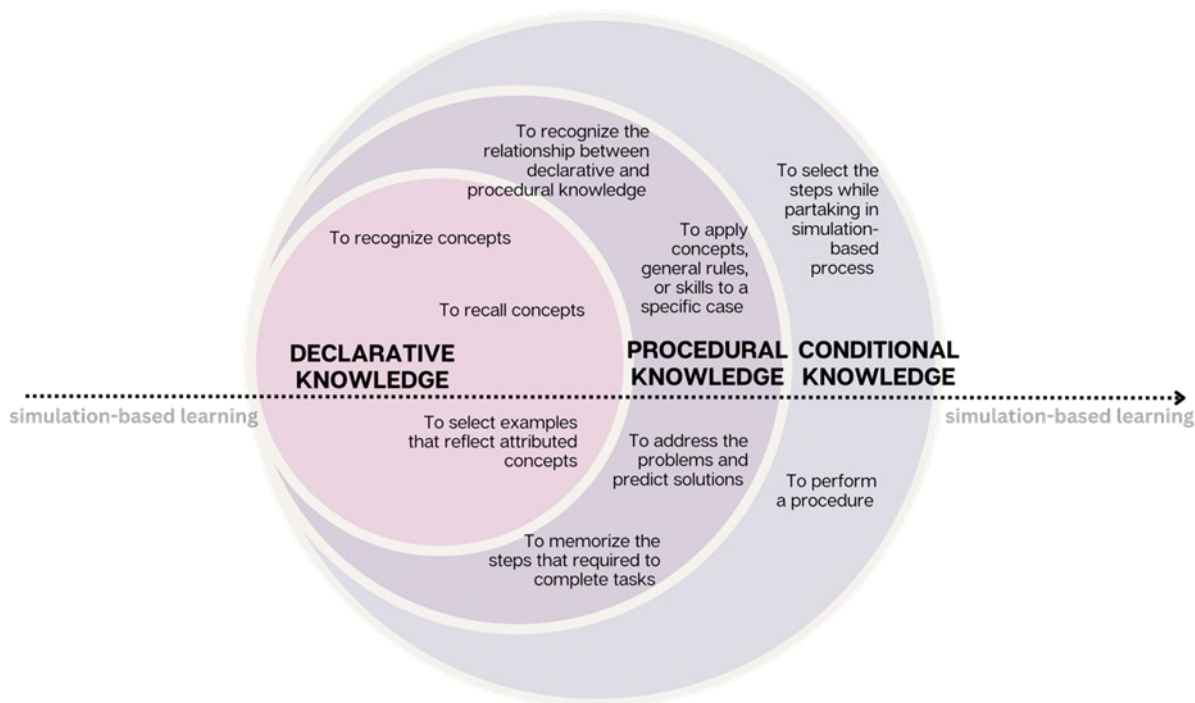 To recognize the
relationship between
declarative and
procedural knowledge
To select the
steps while
partaking in
simulation-
based
process
To recognize concepts
To apply
concepts,
general rules,
or skills to a
specific case
To recall concepts
DECLARATIVE
KNOWLEDGE
PROCEDURAL
KNOWLEDGE
CONDITIONAL
KNOWLEDGE
simulation-based learning
simulation-based learning
To select examples
that reflect attributed
concepts
To address the
problems and
predict solutions
To perform
a procedure
To memorize the
steps that required to
complete tasks